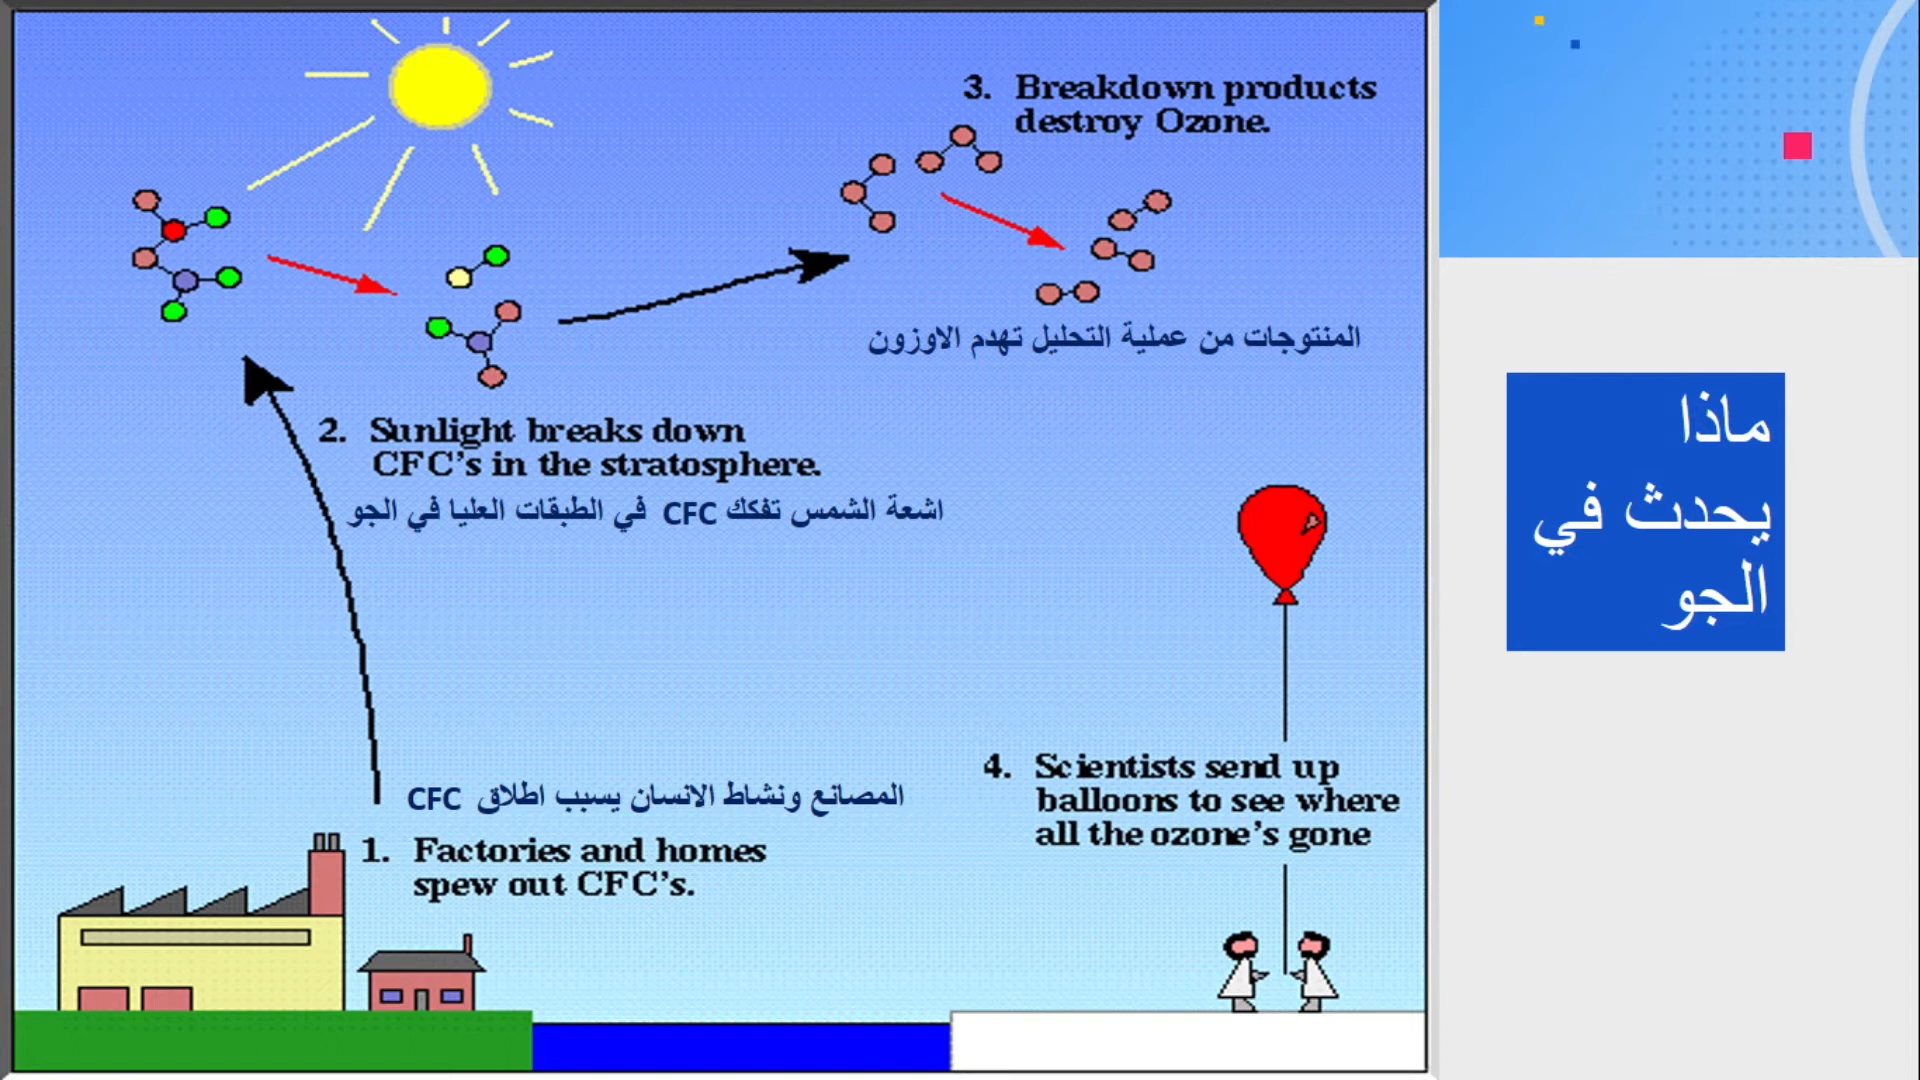 3. Breakdown products
destroy Ozone.
المنتوجات من عملية التحليل تهدم الاوزون
2. Sunlight breaks down
CFC's in the stratosphere.
اشعة الشمس تفكك CFC في الطبقات العليا في الجو
المصانع ونشاط الانسان يسبب اطلاق CFC
1. Factories and homes
spew out CFC's.
4. Scientists send up
balloons to see where
all the ozone's gone
ماذا
يحدث في
الجو